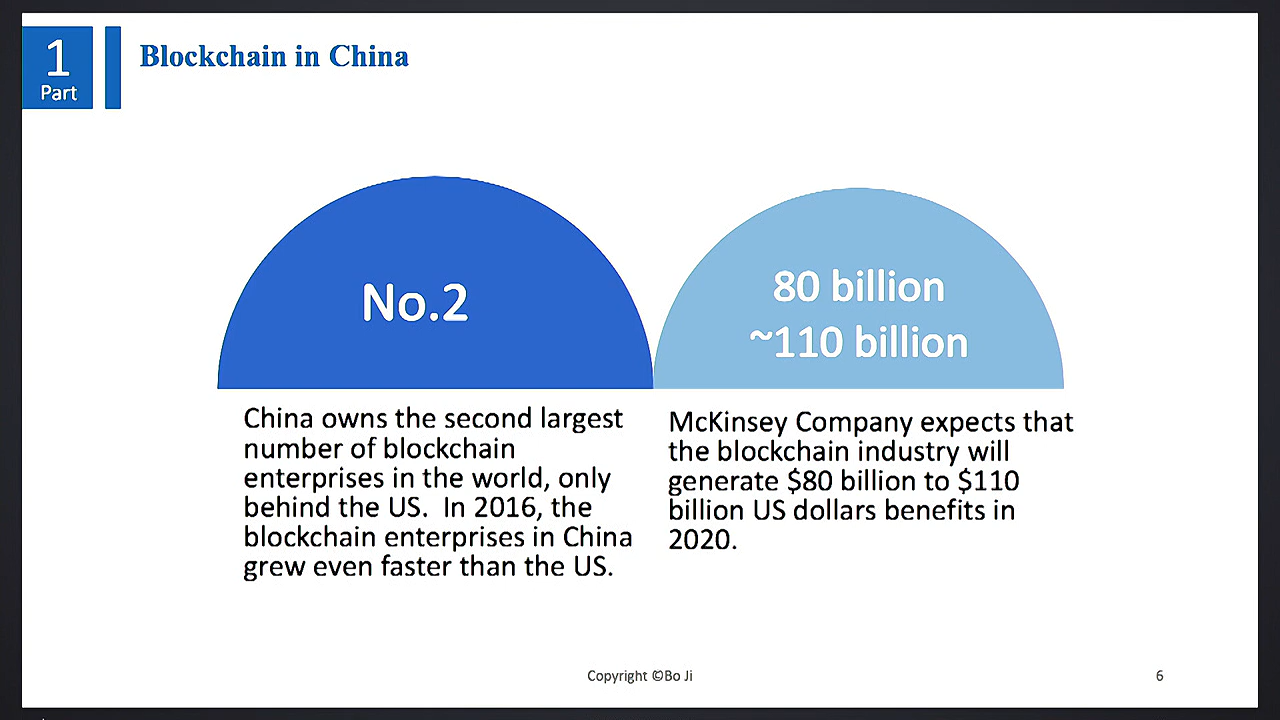 1
Part
Blockchain in China
No.2
80 billion
~110 billion
China owns the second largest
number of blockchain
enterprises in the world, only
behind the US.  In 2016, the
blockchain enterprises in China
grew even faster than the US.
McKinsey Company expects that
the blockchain industry will
generate $80 billion to $110
billion US dollars benefits in
2020.
Copyright ©Bo Ji
6